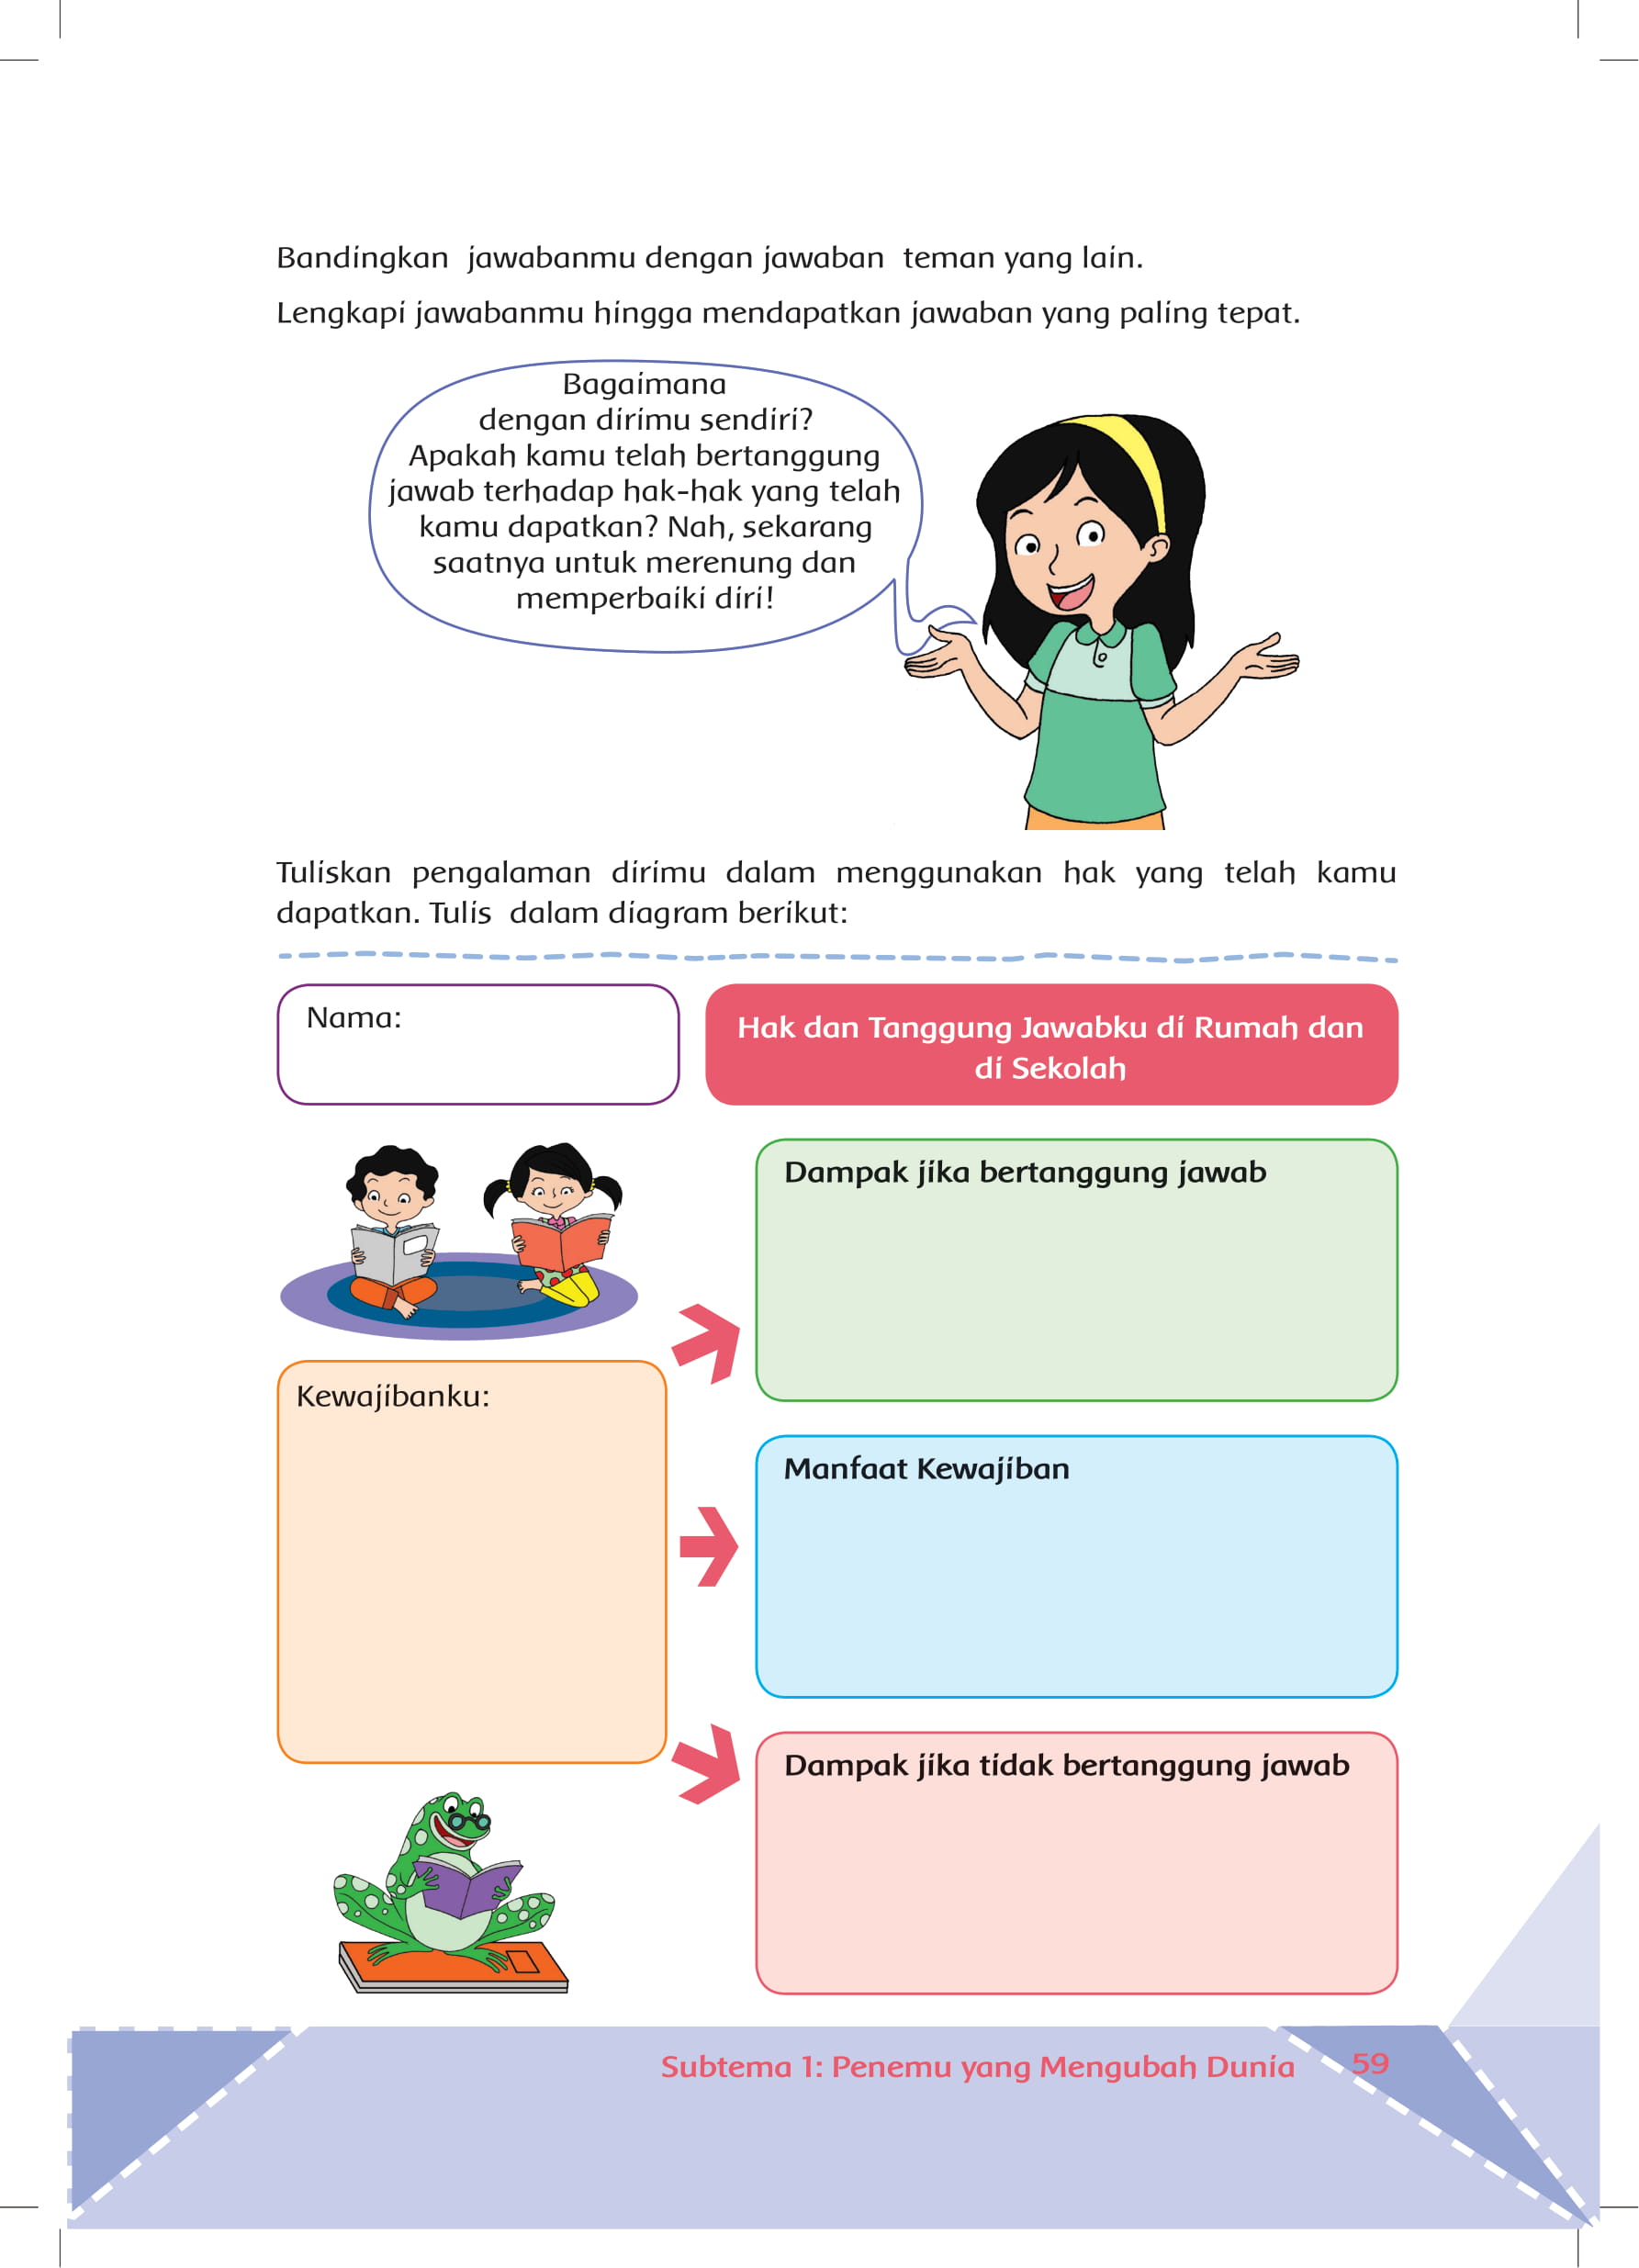 Bandingkan jawabanmu dengan jawaban teman yang lain.
Lengkapi jawabanmu hingga mendapatkan jawaban yang paling tepat.
Bagaimana
dengan dirimu sendiri?
Apakah kamu telah bertanggung
jawab terhadap hak-hak yang telah
kamu dapatkan? Nah, sekarang
saatnya untuk merenung dan
memperbaiki diri!
Tuliskan pengalaman dirimu dalam menggunakan hak yang telah kamu
dapatkan. Tulis dalam diagram berikut:
Nama:
Hak dan Tanggung Jawabku di Rumah dan
di Sekolah
Dampak jika bertanggung jawab
Kewajibanku:
Manfaat Kewajiban
Dampak jika tidak bertanggung jawab
Subtema 1: Penemu yang Mengubah Dunia
59